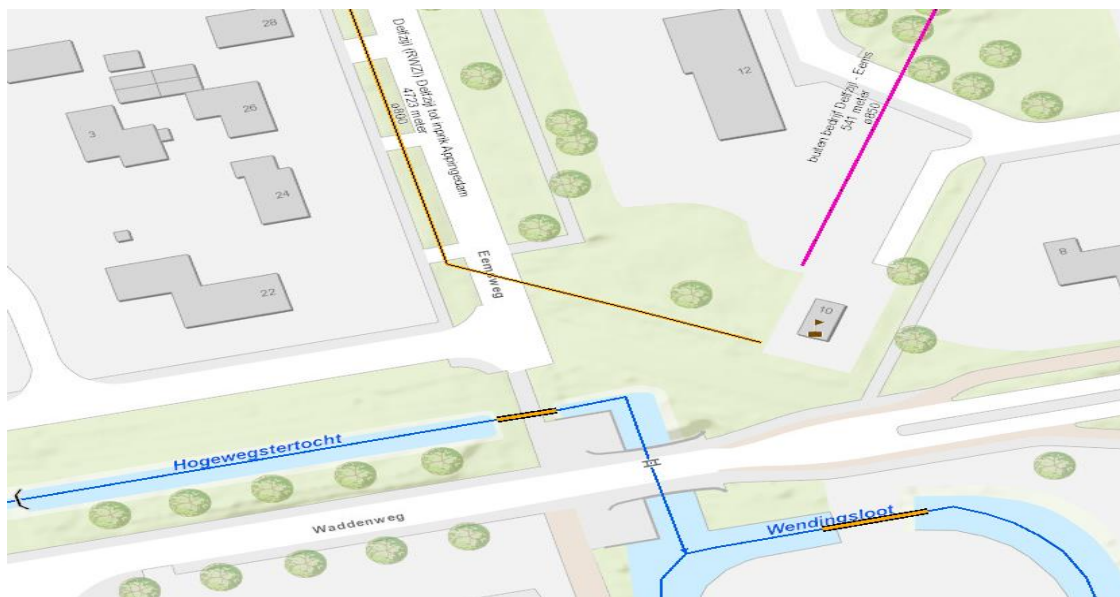 28
Delfzijl (RWZI) Delfzijl tot inprik Appingedam
4723 meter
ø800
12
buiten bedrijf Delfzijl - Eems
541 meter
ø850
26
3
24
22
Eemsweg
10
8
Hogewegstertocht
Waddenweg
Wendingsloot